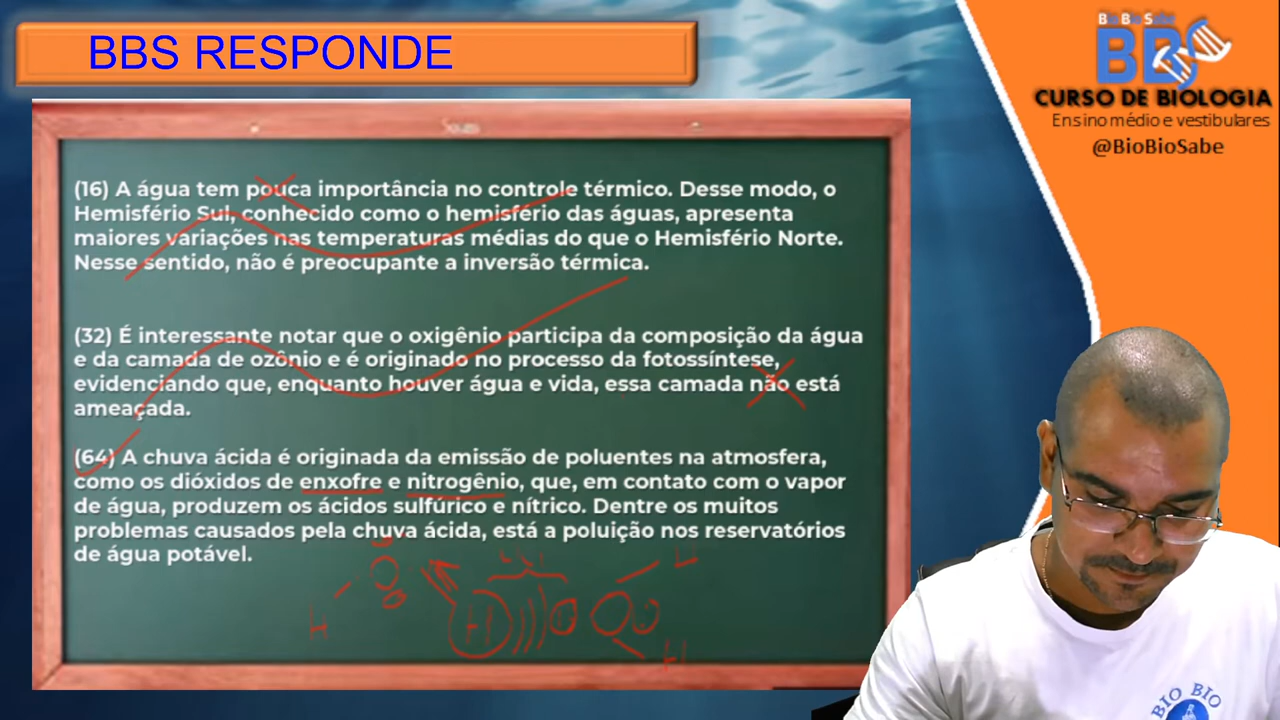 BBS RESPONDE
Bio Bio Sabe
BBS
CURSO DE BIOLOGIA
Ensino médio e vestibulares
@BioBioSabe
(16) A água tem pouca importância no controle térmico. Desse modo, o
Hemisfério Sul, conhecido como o hemisfério das águas, apresenta
maiores variações nas temperaturas médias do que o Hemisfério Norte.
Nesse sentido, não é preocupante a inversão térmica.
(32) É interessante notar que o oxigênio participa da composição da água
e da camada de ozônio e é originado no processo da fotossíntese,
evidenciando que, enquanto houver água e vida, essa camada não está
ameaçada.
(64) A chuva ácida é originada da emissão de poluentes na atmosfera,
como os dióxidos de enxofre e nitrogênio, que, em contato com o vapor
de água, produzem os ácidos sulfúrico e nítrico. Dentre os muitos
problemas causados pela chuva ácida, está a poluição nos reservatórios
de água potável.
H O H O H
H
BIO BIO